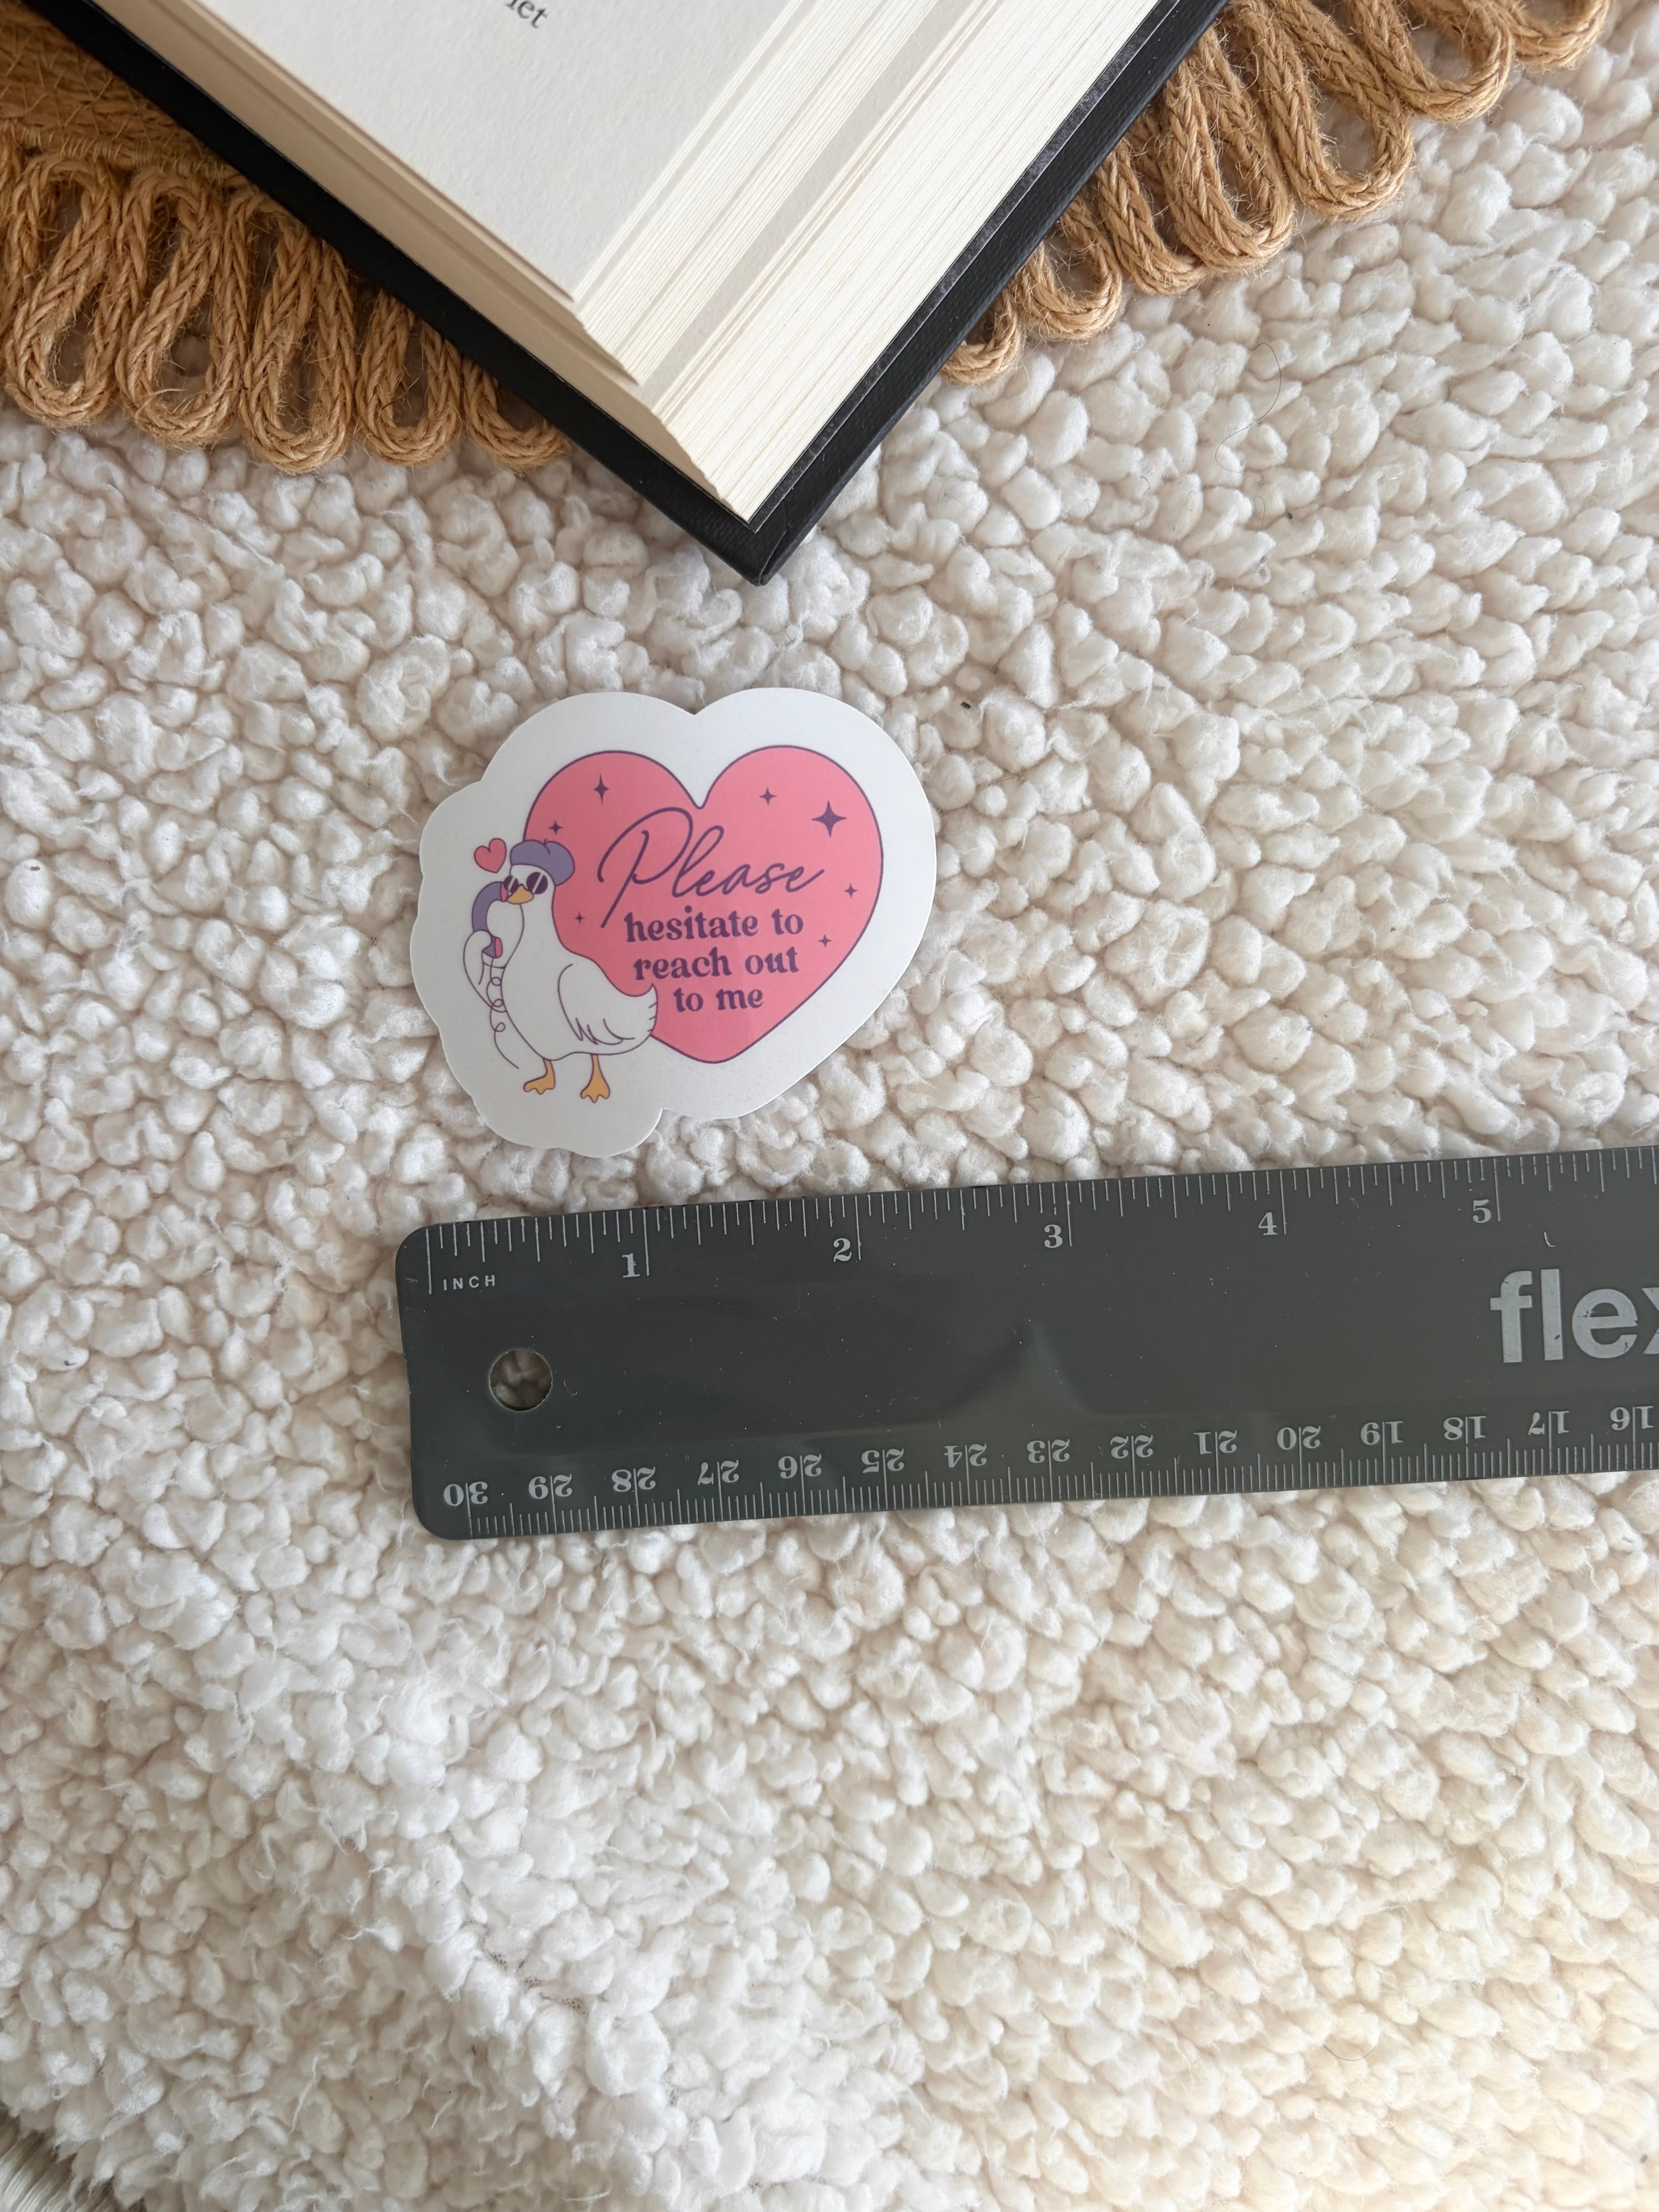 Please
hesitate to
reach out
to me
1 2 3 4 5
INCH
30 29 28 27 26 25 24 23 22 21 20 19 18 17 16